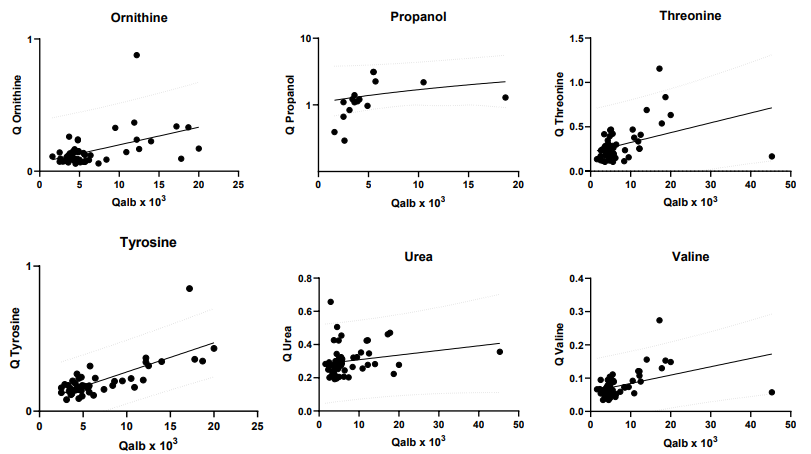 Ornithine
Propanol
Threonine
1
0
Q Ornithine
0 5 10 15 20 25
Qalb x 10³
10
1
Q Propanol
0 5 10 15 20
Qalb x 10³
1.5
1.0
0.5
0.0
Q Threonine
0 10 20 30 40 50
Qalb x 10³
Tyrosine
Urea
Valine
1
0
Q Tyrosine
0 5 10 15 20 25
Qalb x 10³
0.8
0.6
0.4
0.2
0.0
Q Urea
0 10 20 30 40 50
Qalb x 10³
0.4
0.3
0.2
0.1
0.0
Q Valine
0 10 20 30 40 50
Qalb x 10³